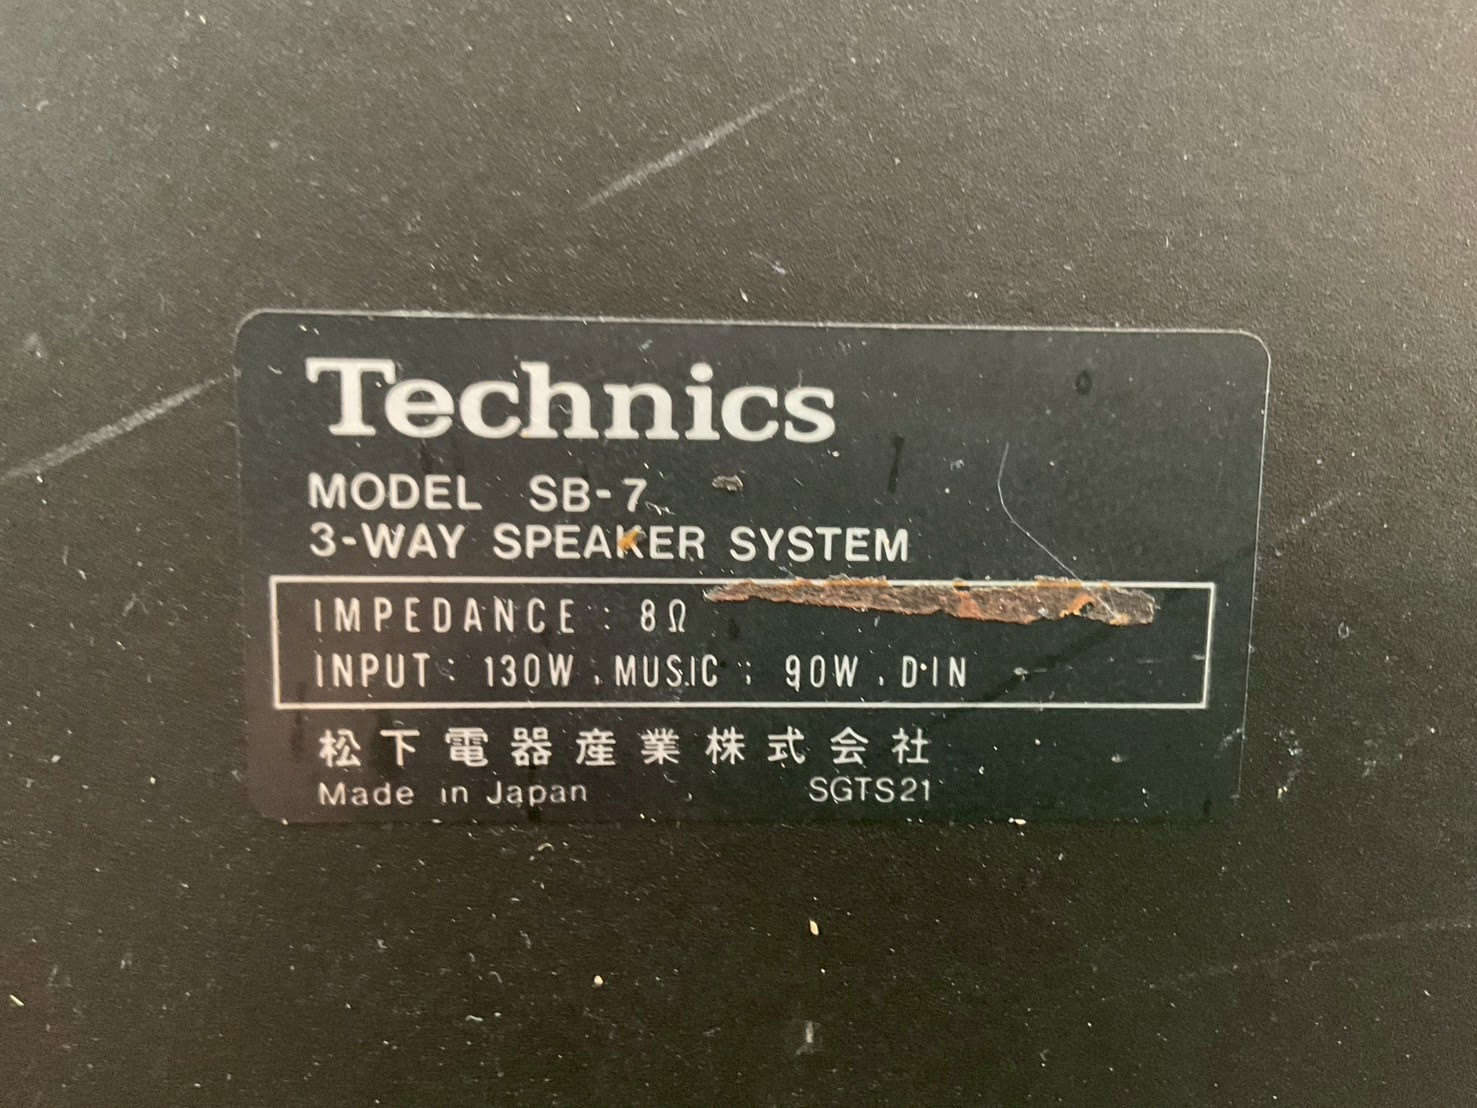 Technics
MODEL SB-7
3-WAY SPEAKER SYSTEM
IMPEDANCE : 8Ω
INPUT : 130W , MUSIC ; 90W , DIN
松下電器産業株式会社
Made in Japan SGTS21